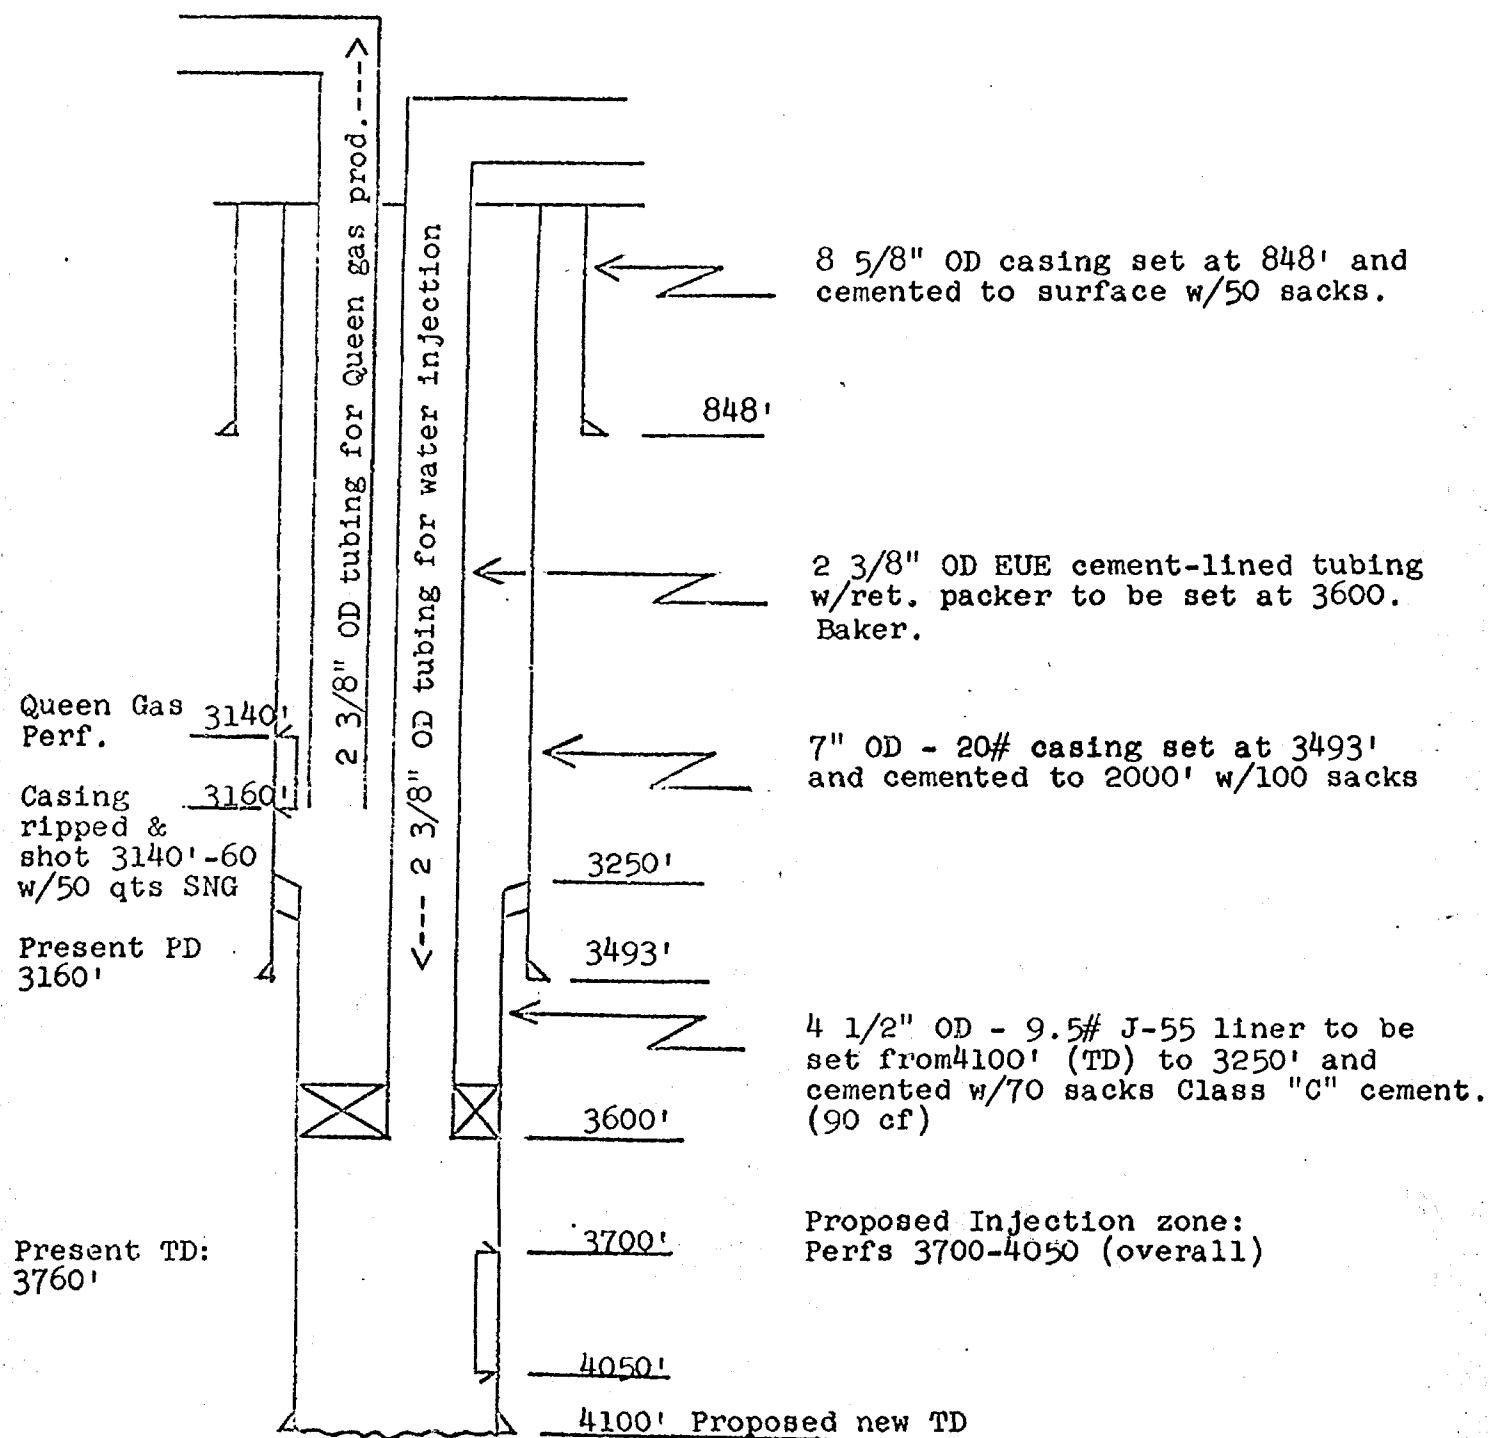 2 3/8" OD tubing for Queen gas prod. --->
<--- 2 3/8" OD tubing for water injection
8 5/8" OD casing set at 848' and
cemented to surface w/50 sacks.
848'
2 3/8" OD EUE cement-lined tubing
w/ret. packer to be set at 3600.
Baker.
Queen Gas
Perf.
3140'
7" OD - 20# casing set at 3493'
and cemented to 2000' w/100 sacks
3160'
Casing
ripped &
shot 3140'-60
w/50 qts SNG
3250'
Present PD
3160'
3493'
4 1/2" OD - 9.5# J-55 liner to be
set from4100' (TD) to 3250' and
cemented w/70 sacks Class "C" cement.
(90 cf)
3600'
Proposed Injection zone:
Perfs 3700-4050 (overall)
3700'
Present TD:
3760'
4050'
4100' Proposed new TD